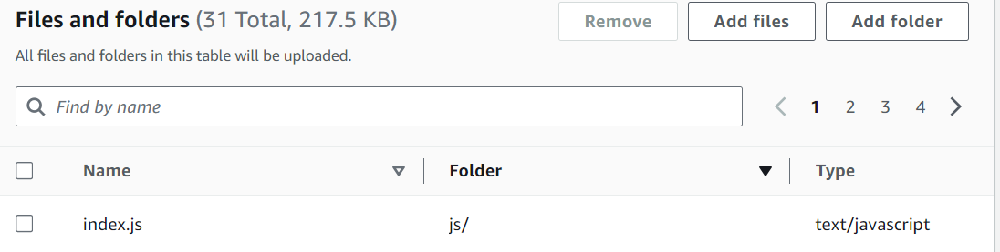 Files and folders (31 Total, 217.5 KB)
Remove
Add files
Add folder
All files and folders in this table will be uploaded.
Find by name
1 2 3 4
Name Folder Type
index.js js/ text/javascript